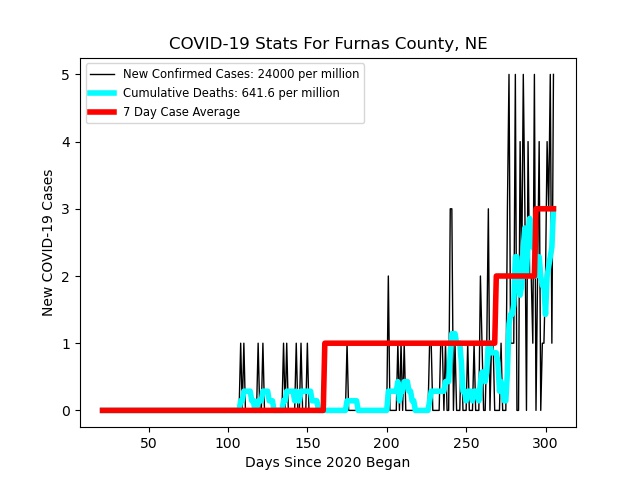 COVID-19 Stats For Furnas County, NE
New Confirmed Cases: 24000 per million
Cumulative Deaths: 641.6 per million
7 Day Case Average
New COVID-19 Cases
5
4
3
2
1
0
50 100 150 200 250 300
Days Since 2020 Began